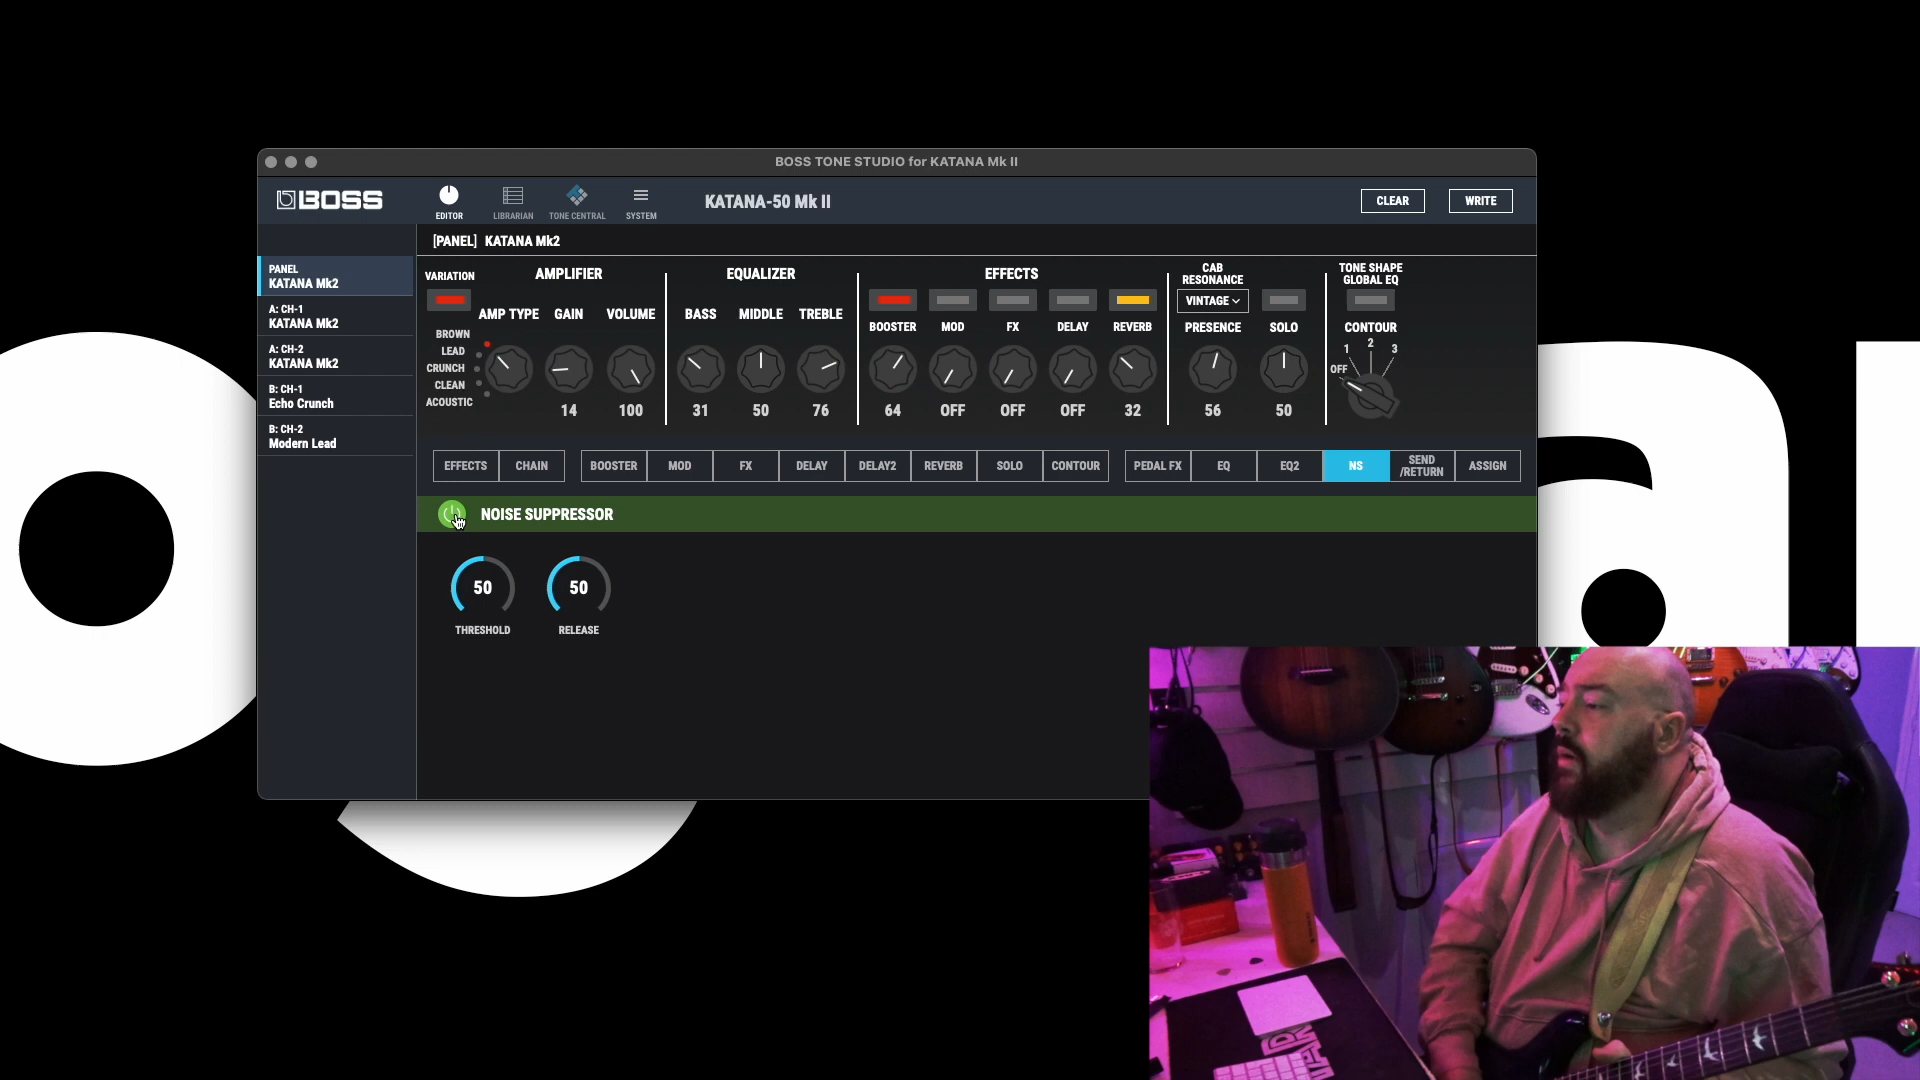 BOSS TONE STUDIO for KATANA Mk II
BOSS
EDITOR
LIBRARIAN
TONE CENTRAL
SYSTEM
KATANA-50 Mk II
CLEAR
WRITE
[PANEL] KATANA Mk2
PANEL
KATANA Mk2
A: CH-1
KATANA Mk2
A: CH-2
KATANA Mk2
B: CH-1
Echo Crunch
B: CH-2
Modern Lead
VARIATION
AMPLIFIER
AMP TYPE
GAIN
VOLUME
BROWN
LEAD
CRUNCH
CLEAN
ACOUSTIC
14
100
EQUALIZER
BASS
MIDDLE
TREBLE
31
50
76
EFFECTS
BOOSTER
MOD
FX
DELAY
REVERB
64
OFF
OFF
OFF
32
CAB
RESONANCE
VINTAGE
PRESENCE
SOLO
56
50
TONE SHAPE
GLOBAL EQ
CONTOUR
OFF
1
2
3
EFFECTS
CHAIN
BOOSTER
MOD
FX
DELAY
DELAY2
REVERB
SOLO
CONTOUR
PEDAL FX
EQ
EQ2
NS
SEND
/RETURN
ASSIGN
NOISE SUPPRESSOR
50
50
THRESHOLD
RELEASE